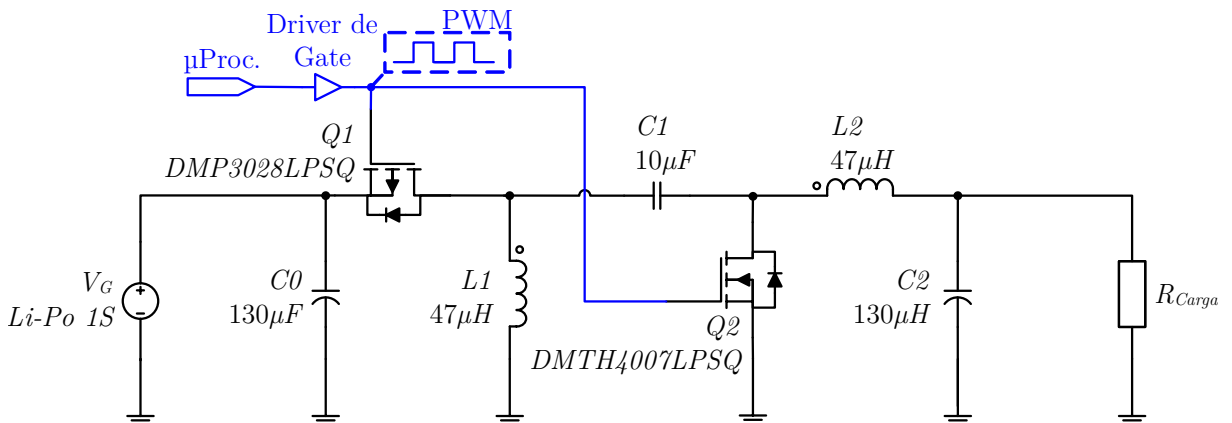 Driver de
Gate
PWM
µProc.
Q1
DMP3028LPSQ
C1
10µF
L2
47µH
V_G
Li-Po 1S
C0
130µF
L1
47µH
Q2
DMTH4007LPSQ
C2
130µH
R_Carga